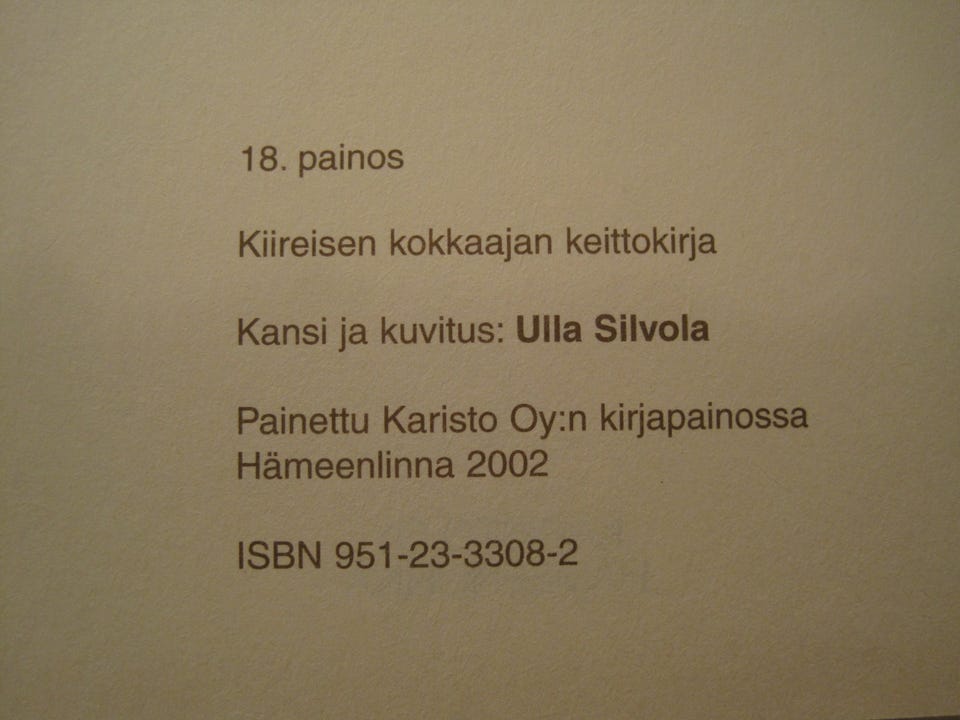 18. painos
Kiireisen kokkaajan keittokirja
Kansi ja kuvitus: Ulla Silvola
Painettu Karisto Oy:n kirjapainossa
Hämeenlinna 2002
ISBN 951-23-3308-2